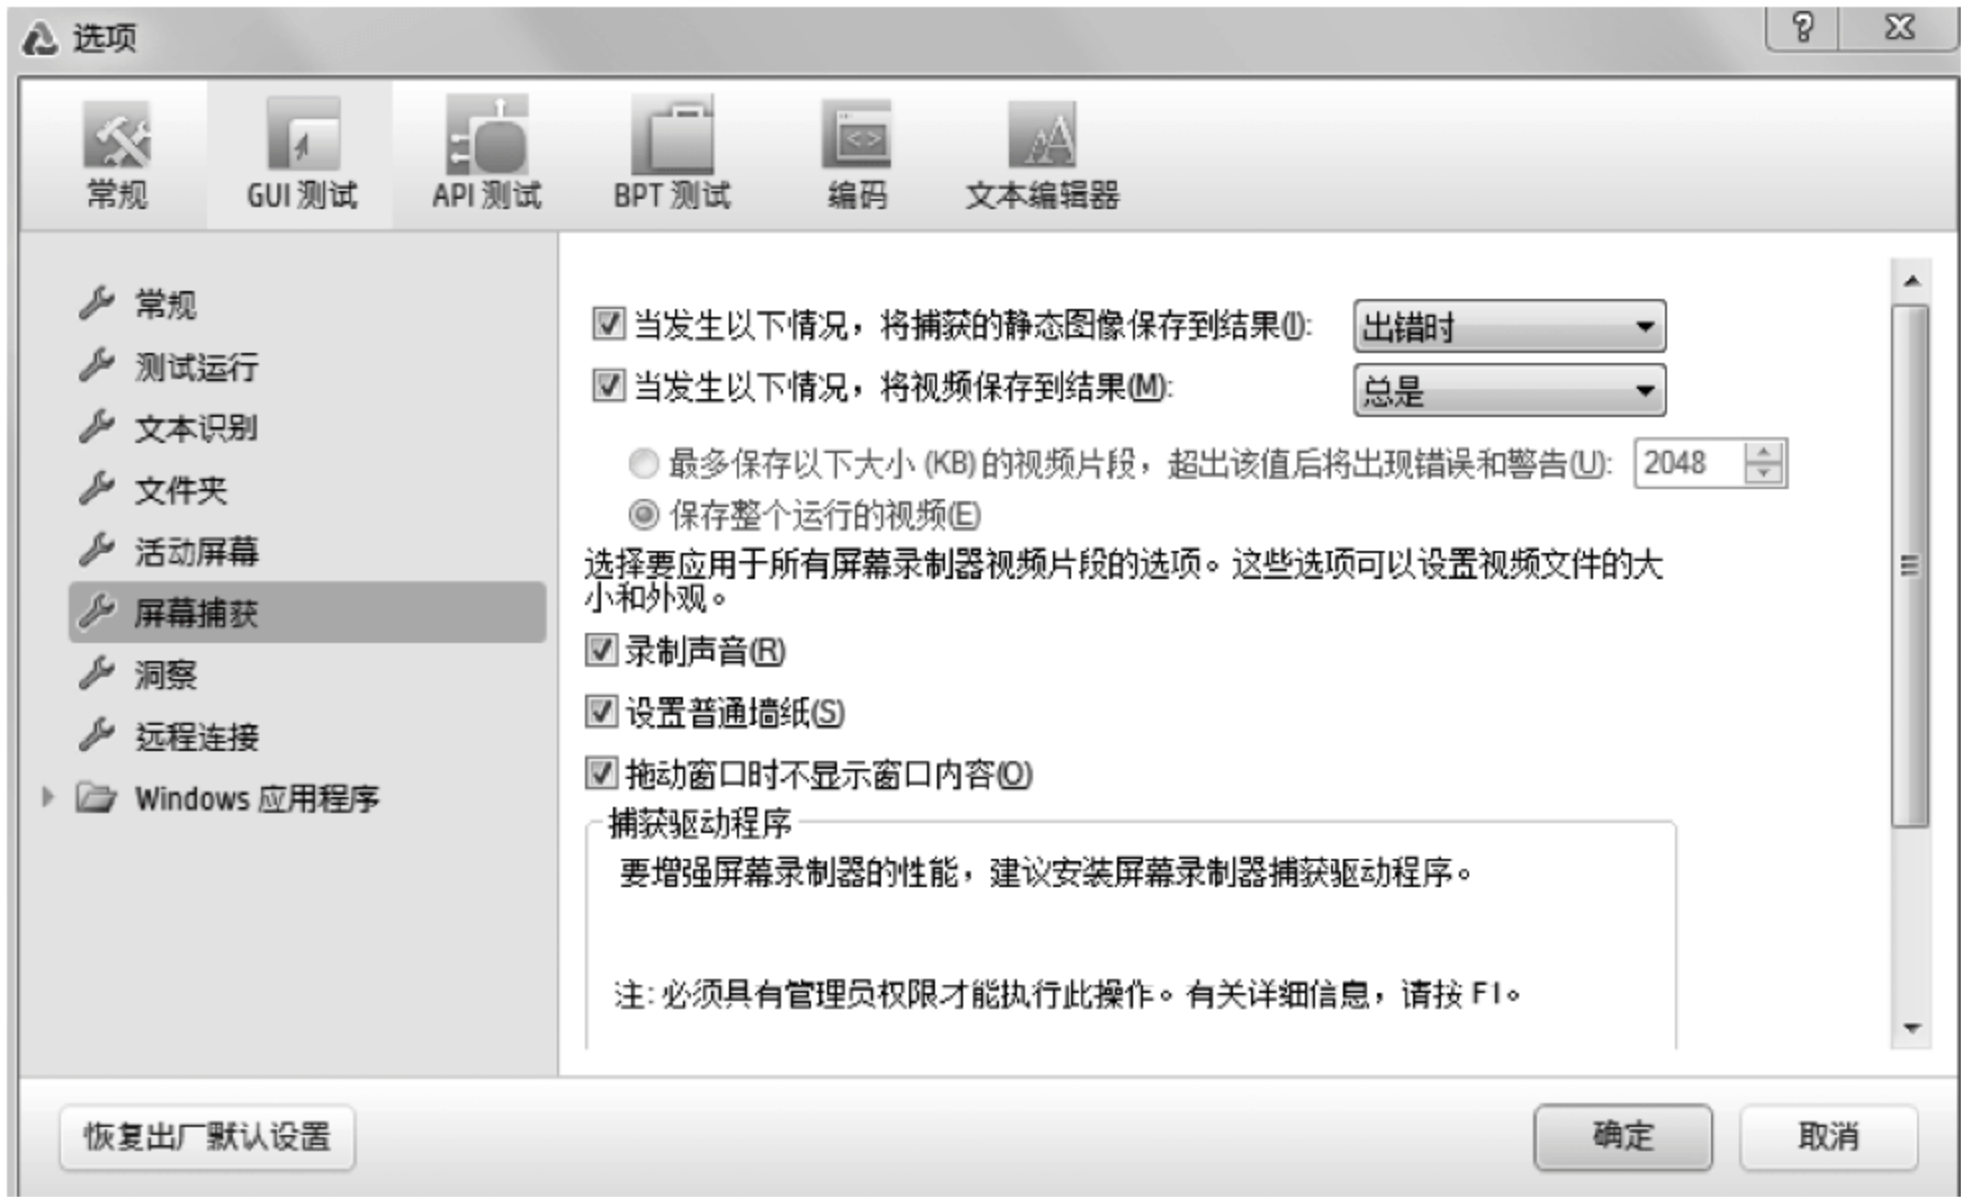 选项
常规
GUI 测试
API 测试
BPT 测试
编码
文本编辑器
常规
测试运行
文本识别
文件夹
活动屏幕
屏幕捕获
洞察
远程连接
Windows 应用程序
当发生以下情况，将捕获的静态图像保存到结果(I): 出错时
当发生以下情况，将视频保存到结果(M): 总是
最多保存以下大小 (KB) 的视频片段，超出该值后将出现错误和警告(U): 2048
保存整个运行的视频(E)
选择要应用于所有屏幕录制器视频片段的选项。这些选项可以设置视频文件的大
小和外观。
录制声音(R)
设置普通墙纸(S)
拖动窗口时不显示窗口内容(O)
捕获驱动程序
要增强屏幕录制器的性能，建议安装屏幕录制器捕获驱动程序。
注: 必须具有管理员权限才能执行此操作。有关详细信息，请按 F1。
恢复出厂默认设置
确定
取消